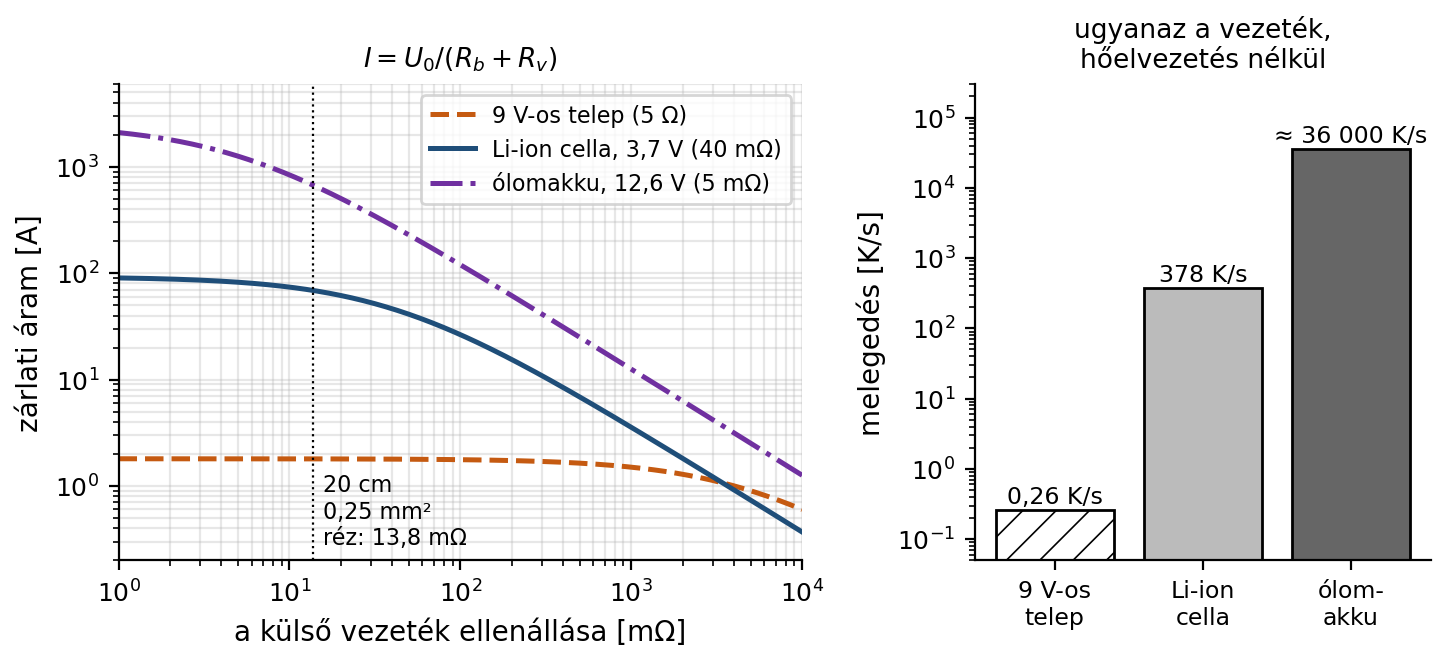 I = U₀/(R_b + R_v)
zárlati áram [A]
10³
10²
10¹
10⁰
9 V-os telep (5 Ω)
Li-ion cella, 3,7 V (40 mΩ)
ólomakku, 12,6 V (5 mΩ)
20 cm
0,25 mm²
réz: 13,8 mΩ
10⁰ 10¹ 10² 10³ 10⁴
a külső vezeték ellenállása [mΩ]
ugyanaz a vezeték,
hőelvezetés nélkül
melegedés [K/s]
10⁵
10⁴
10³
10²
10¹
10⁰
10⁻¹
0,26 K/s
378 K/s
≈ 36 000 K/s
9 V-os
telep
Li-ion
cella
ólom-
akku